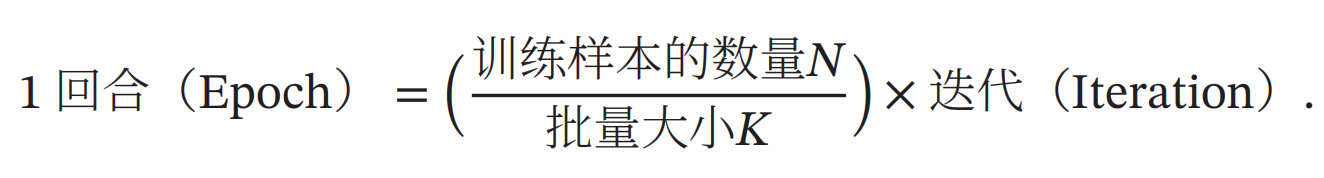 1 回合（Epoch） = (训练样本的数量N / 批量大小K) × 迭代（Iteration）.